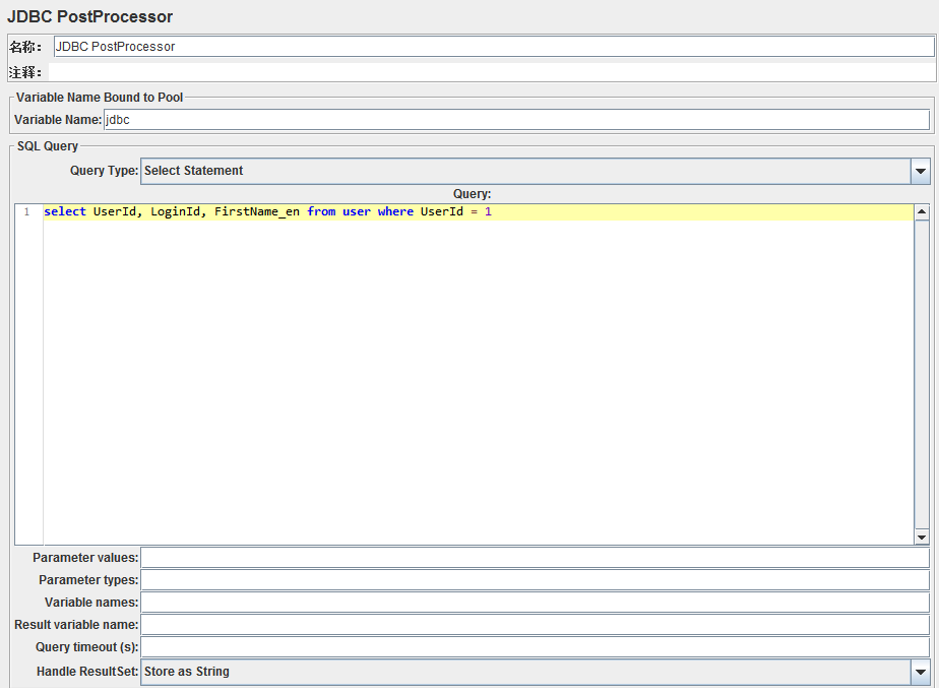 JDBC PostProcessor
名称： JDBC PostProcessor
注释：
Variable Name Bound to Pool
Variable Name: jdbc
SQL Query
Query Type: Select Statement
Query:
1 select UserId, LoginId, FirstName_en from user where UserId = 1
Parameter values:
Parameter types:
Variable names:
Result variable name:
Query timeout (s):
Handle ResultSet: Store as String